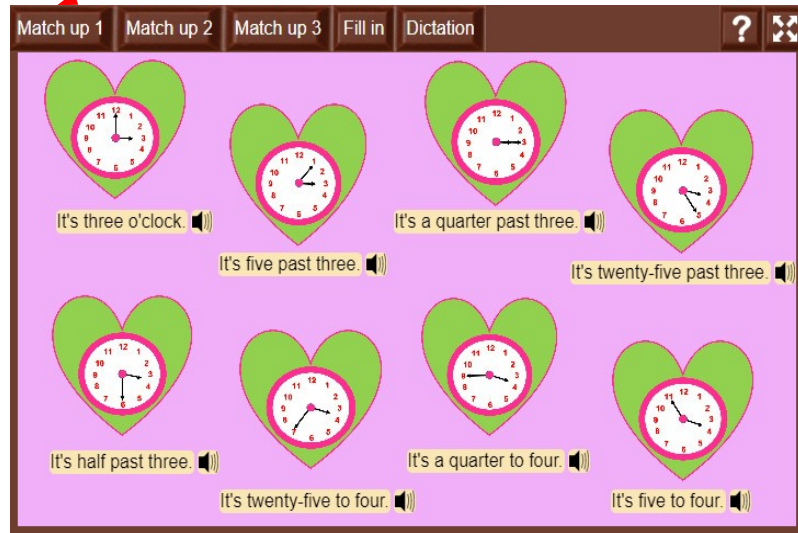 Match up 1 Match up 2 Match up 3 Fill in Dictation ?
It's three o'clock.
It's five past three.
It's a quarter past three.
It's twenty-five past three.
It's half past three.
It's twenty-five to four.
It's a quarter to four.
It's five to four.